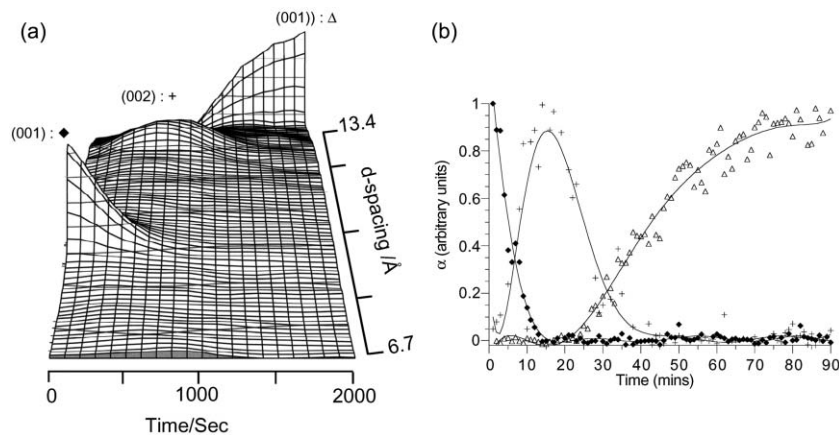 (a)
(001)) : Δ
(002) : +
(001) : ◆
13.4
d-spacing /Å
6.7
0
1000
2000
Time/Sec
(b)
α (arbitrary units)
1
0.8
0.6
0.4
0.2
0
0 10 20 30 40 50 60 70 80 90
Time (mins)